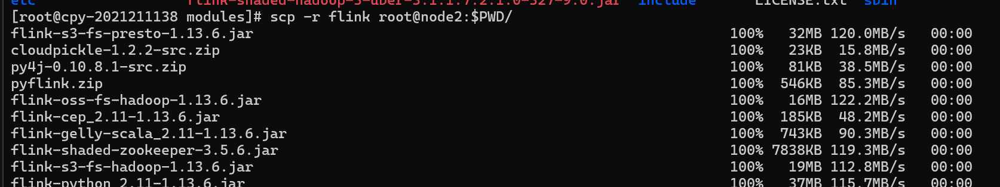 etc flink-shaded-hadoop-3-uber-3.1.1.7.2.1.0-327-9.0.jar include LICENSE.txt sbin
[root@cpy-2021211138 modules]# scp -r flink root@node2:$PWD/
flink-s3-fs-presto-1.13.6.jar 100% 32MB 120.0MB/s 00:00
cloudpickle-1.2.2-src.zip 100% 23KB 15.8MB/s 00:00
py4j-0.10.8.1-src.zip 100% 81KB 38.5MB/s 00:00
pyflink.zip 100% 546KB 85.3MB/s 00:00
flink-oss-fs-hadoop-1.13.6.jar 100% 16MB 122.2MB/s 00:00
flink-cep_2.11-1.13.6.jar 100% 185KB 48.2MB/s 00:00
flink-gelly-scala_2.11-1.13.6.jar 100% 743KB 90.3MB/s 00:00
flink-shaded-zookeeper-3.5.6.jar 100% 7838KB 119.3MB/s 00:00
flink-s3-fs-hadoop-1.13.6.jar 100% 19MB 112.8MB/s 00:00
flink-python_2.11-1.13.6.jar 100% 37MB 115.7MB/s 00:00